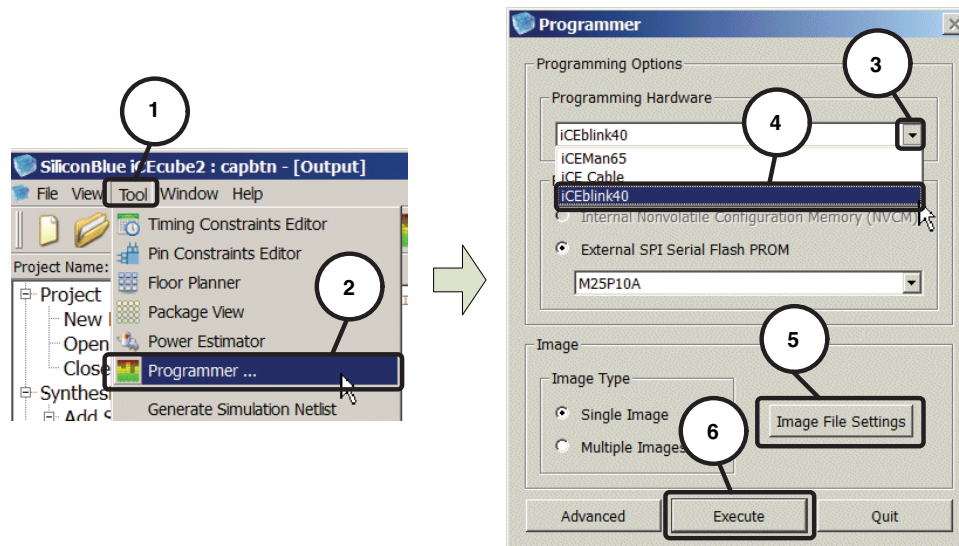 1
SiliconBlue iCEcube2 : capbtn - [Output]
File View Tool Window Help
Timing Constraints Editor
Project Name:
Pin Constraints Editor
Project
Floor Planner
2
New
Package View
Open
Power Estimator
Close
Programmer ...
Synthes
Generate Simulation Netlist
Add S
Programmer
Programming Options
3
Programming Hardware
4
iCEblink40
iCEMan65
iCE Cable
iCEblink40
Internal Nonvolatile Configuration Memory (NVCM)
External SPI Serial Flash PROM
M25P10A
Image
5
Image Type
Single Image
Image File Settings
Multiple Images
6
Advanced Execute Quit